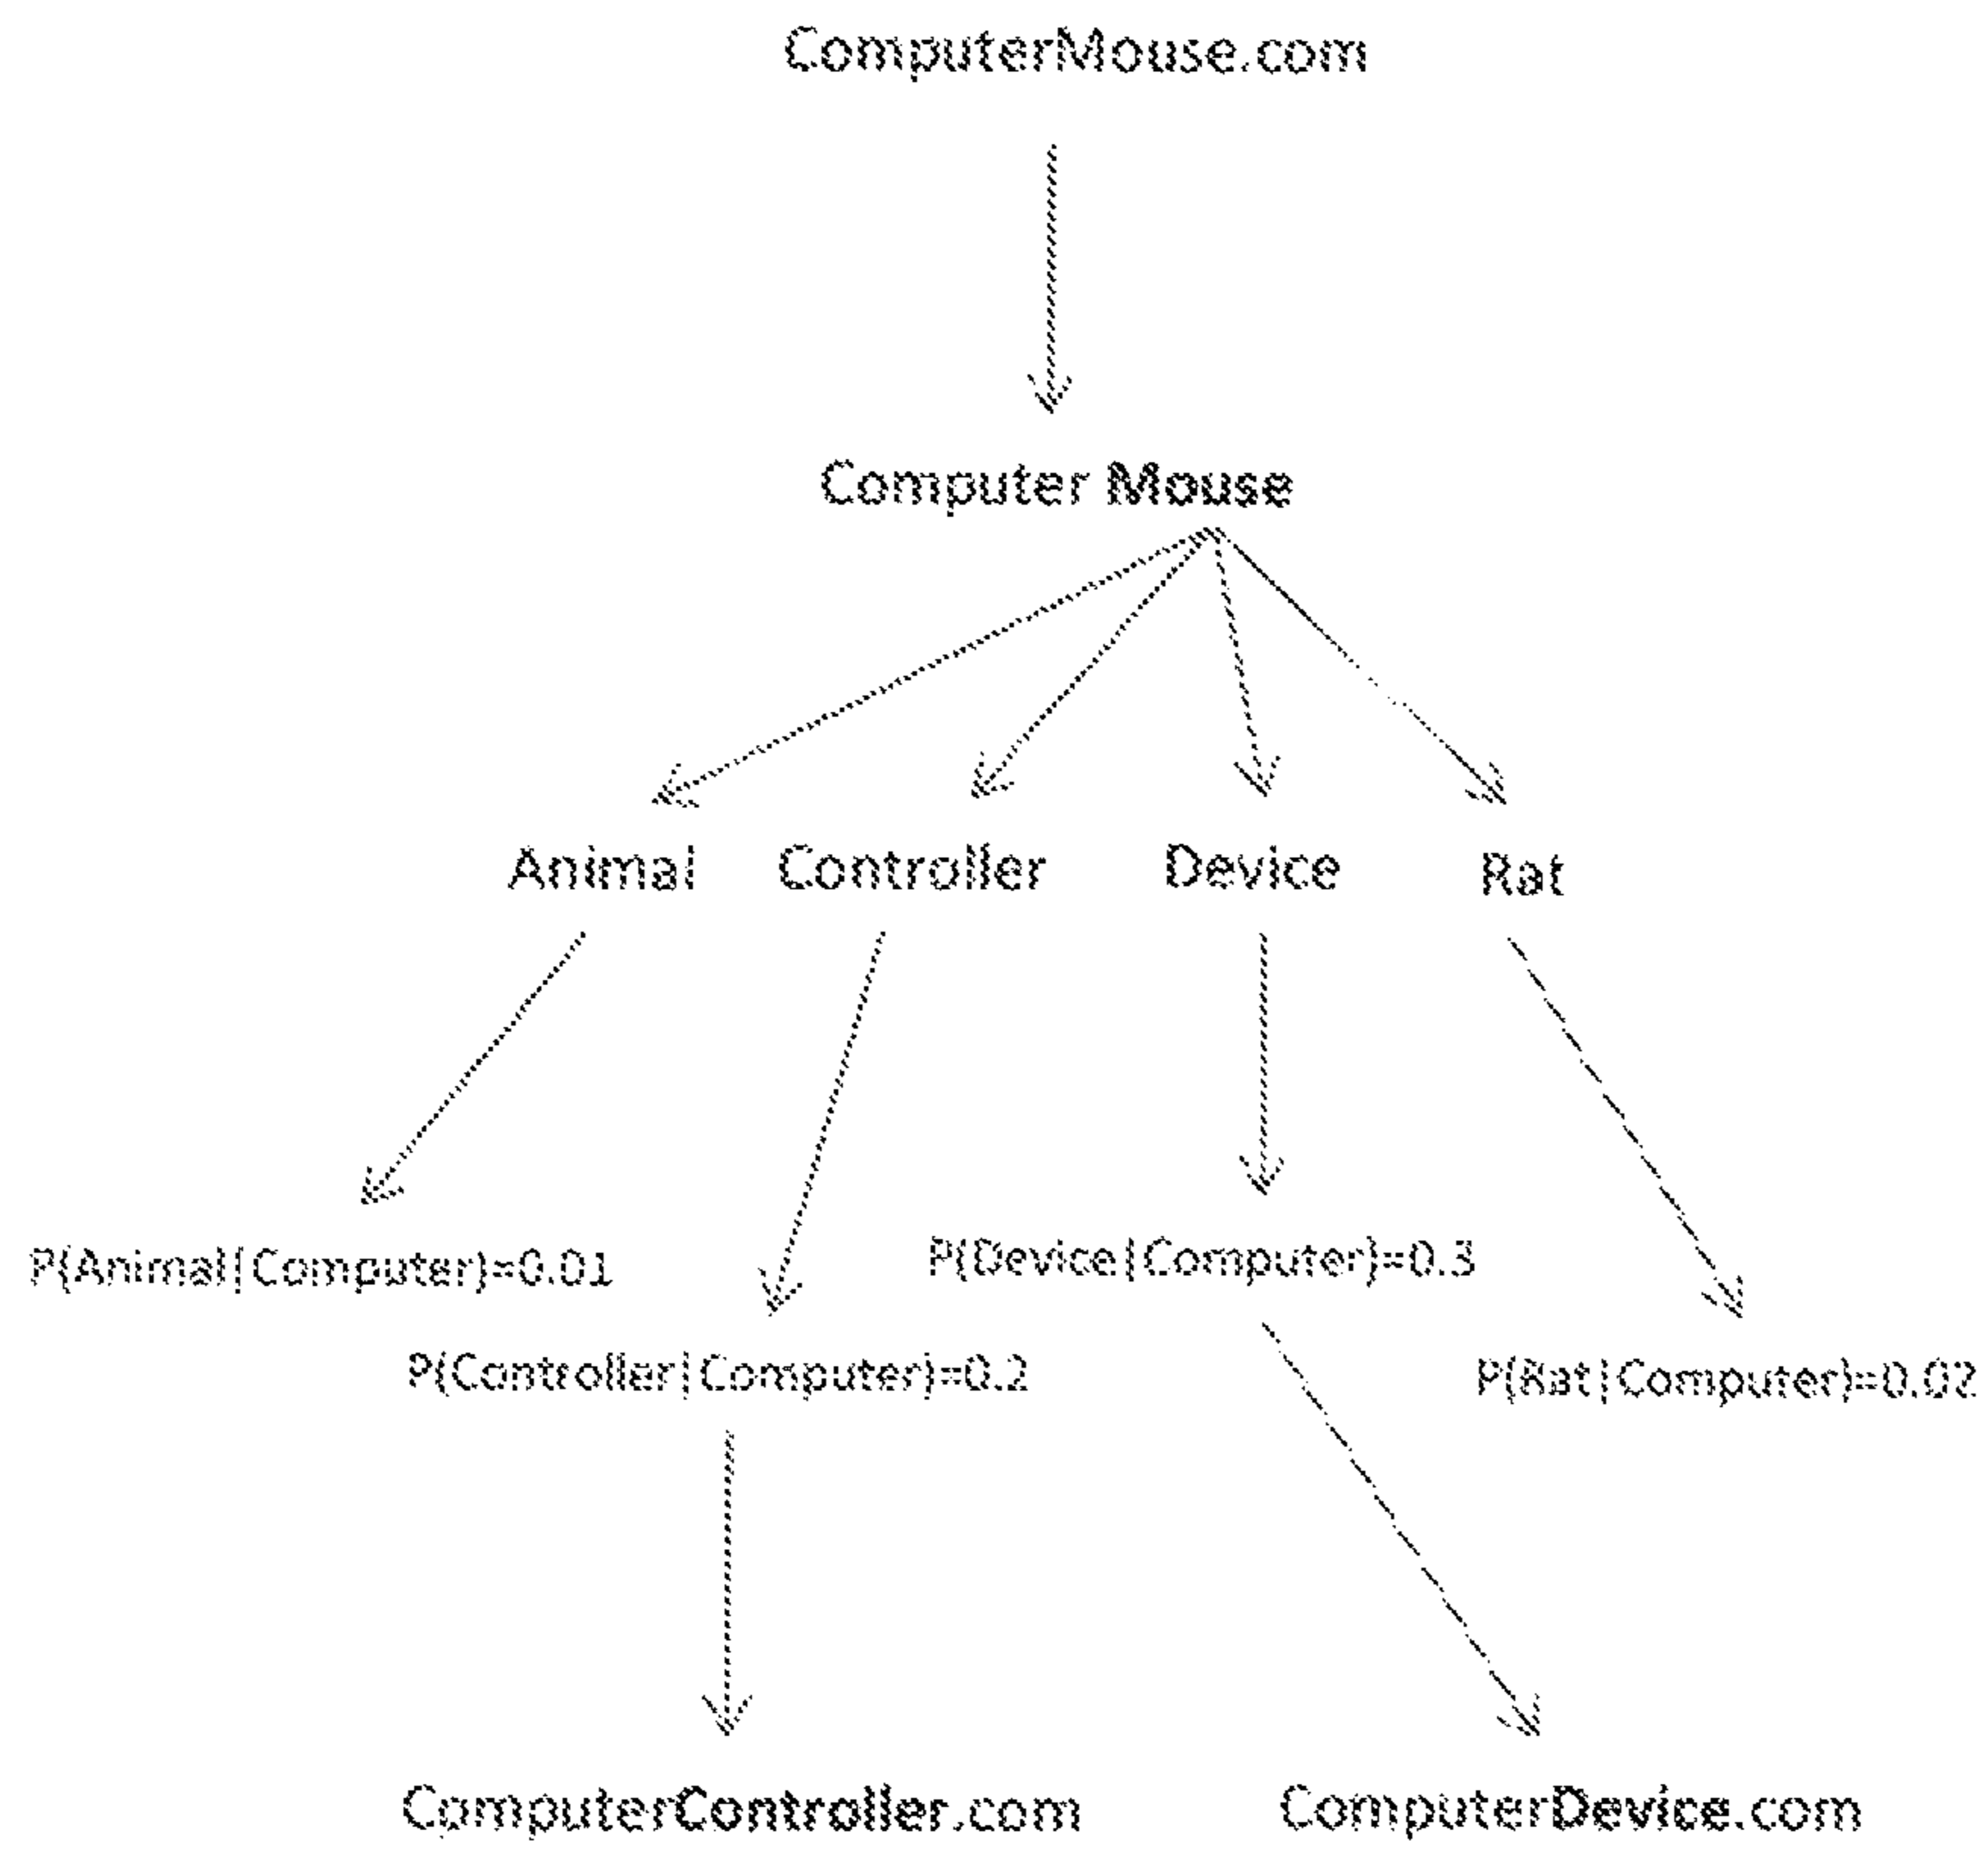 ComputerMouse.com
Computer Mouse
Animal Controller Device Rat
P(Animal|Computer)=0.01
P(Device|Computer)=0.3
P(Controller|Computer)=0.2
P(Rat|Computer)=0.02
ComputerController.com
ComputerDevice.com